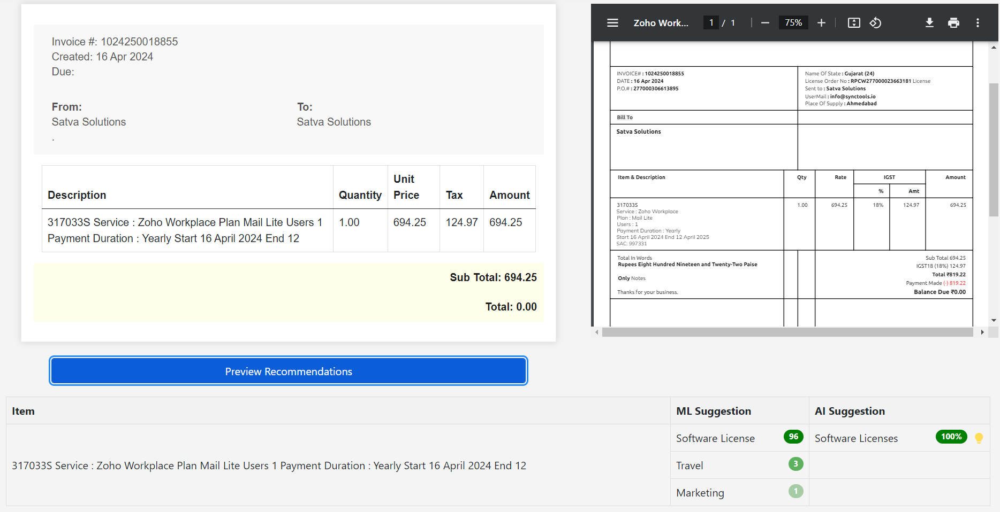 Invoice #: 1024250018855
Created: 16 Apr 2024
Due:
From:
Satva Solutions
.
To:
Satva Solutions
Description Quantity Unit Price Tax Amount
317033S Service : Zoho Workplace Plan Mail Lite Users 1 1.00 694.25 124.97 694.25
Payment Duration : Yearly Start 16 April 2024 End 12
Sub Total: 694.25
Total: 0.00
Preview Recommendations
Zoho Work... 1 / 1 75%
INVOICE# : 1024250018855
DATE : 16 Apr 2024
P.O.# : 277000306613895
Name Of State : Gujarat (24)
License Order No : RPCW277000023663181 License
Sent to : Satva Solutions
UserMail : info@synctools.io
Place Of Supply : Ahmedabad
Bill To
Satva Solutions
Item & Description Qty Rate IGST Amount
% Amt
317033S 1.00 694.25 18% 124.97 694.25
Service : Zoho Workplace
Plan : Mail Lite
Users : 1
Payment Duration : Yearly
Start 16 April 2024 End 12 April 2025
SAC: 997331
Total In Words
Rupees Eight Hundred Nineteen and Twenty-Two Paise
Only Notes
Thanks for your business.
Sub Total 694.25
IGST18 (18%) 124.97
Total ₹819.22
Payment Made (-) 819.22
Balance Due ₹0.00
Item ML Suggestion AI Suggestion
317033S Service : Zoho Workplace Plan Mail Lite Users 1 Payment Duration : Yearly Start 16 April 2024 End 12
Software License 96 Software Licenses 100%
Travel 3
Marketing 1